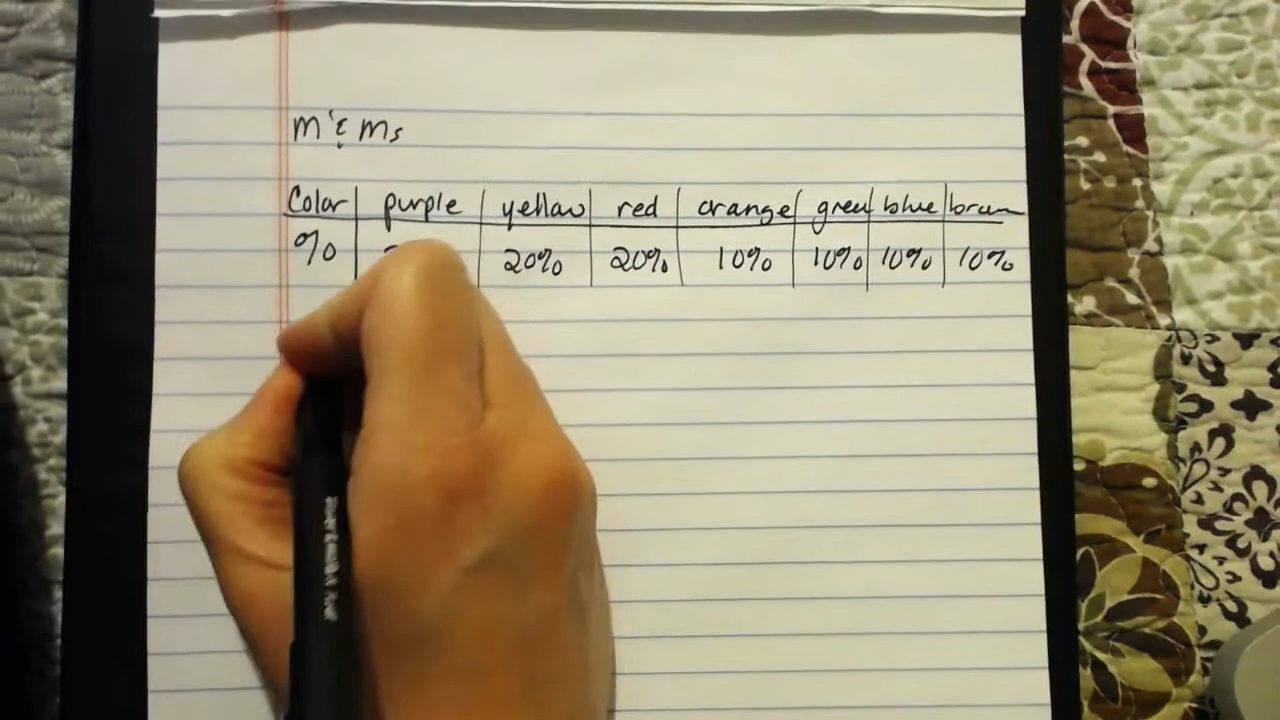 M & Ms
Color purple yellow red orange green blue brown
% 20% 20% 10% 10% 10% 10%